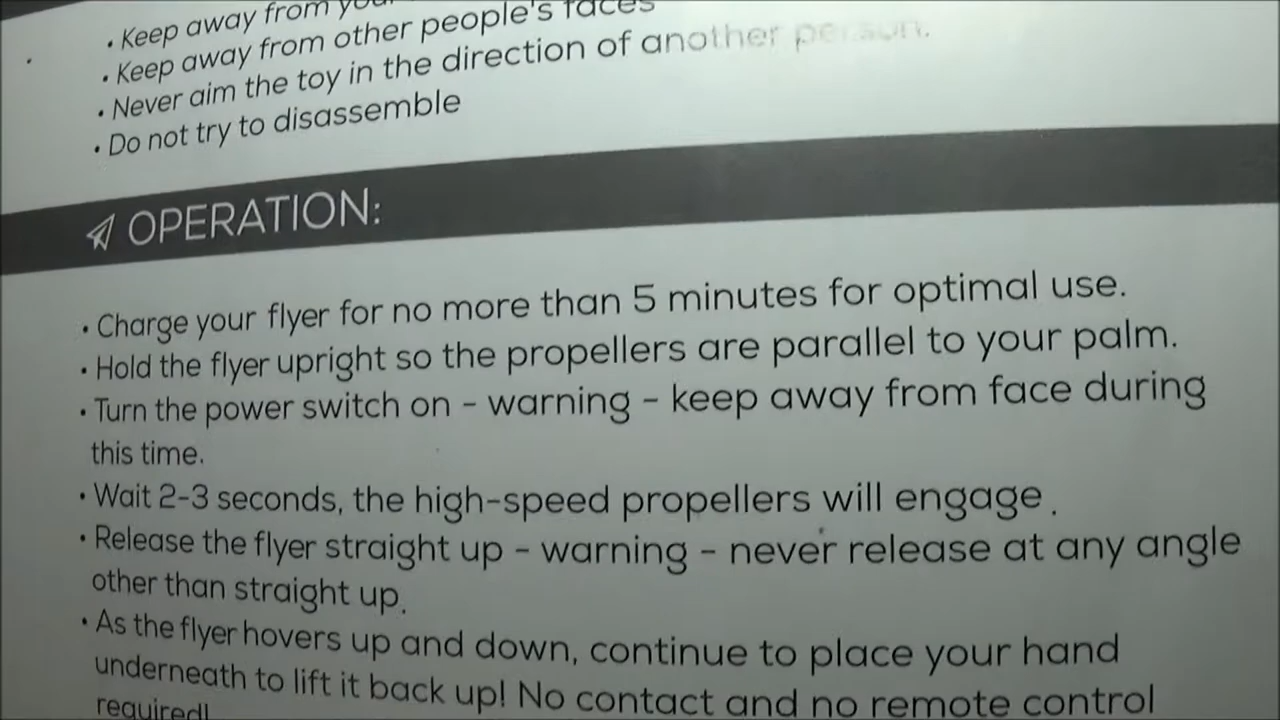 • Keep away from
• Keep away from other people's faces
• Never aim the toy in the direction of another person.
• Do not try to disassemble
OPERATION:
• Charge your flyer for no more than 5 minutes for optimal use.
• Hold the flyer upright so the propellers are parallel to your palm.
• Turn the power switch on - warning - keep away from face during
this time.
• Wait 2-3 seconds, the high-speed propellers will engage.
• Release the flyer straight up - warning - never release at any angle
other than straight up.
• As the flyer hovers up and down, continue to place your hand
underneath to lift it back up! No contact and no remote control
required!